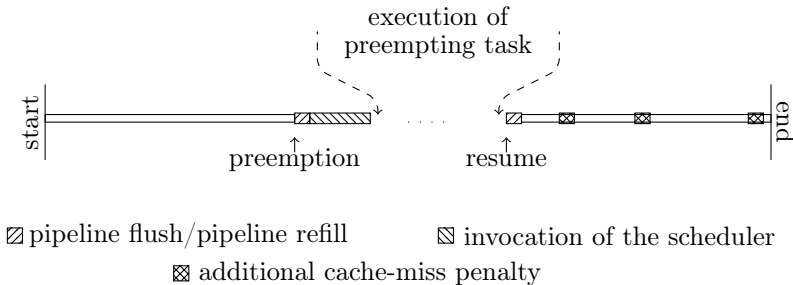 execution of
preempting task
start
end
preemption
resume
pipeline flush/pipeline refill
invocation of the scheduler
additional cache-miss penalty